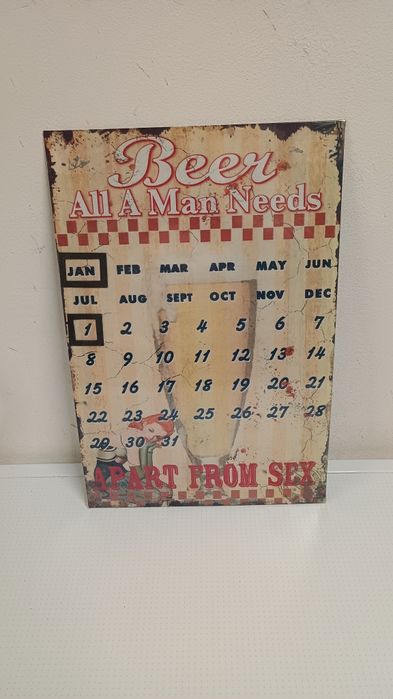 Beer
All A Man Needs
JAN FEB MAR APR MAY JUN
JUL AUG SEPT OCT NOV DEC
1 2 3 4 5 6 7
8 9 10 11 12 13 14
15 16 17 18 19 20 21
22 23 24 25 26 27 28
29 30 31
APART FROM SEX